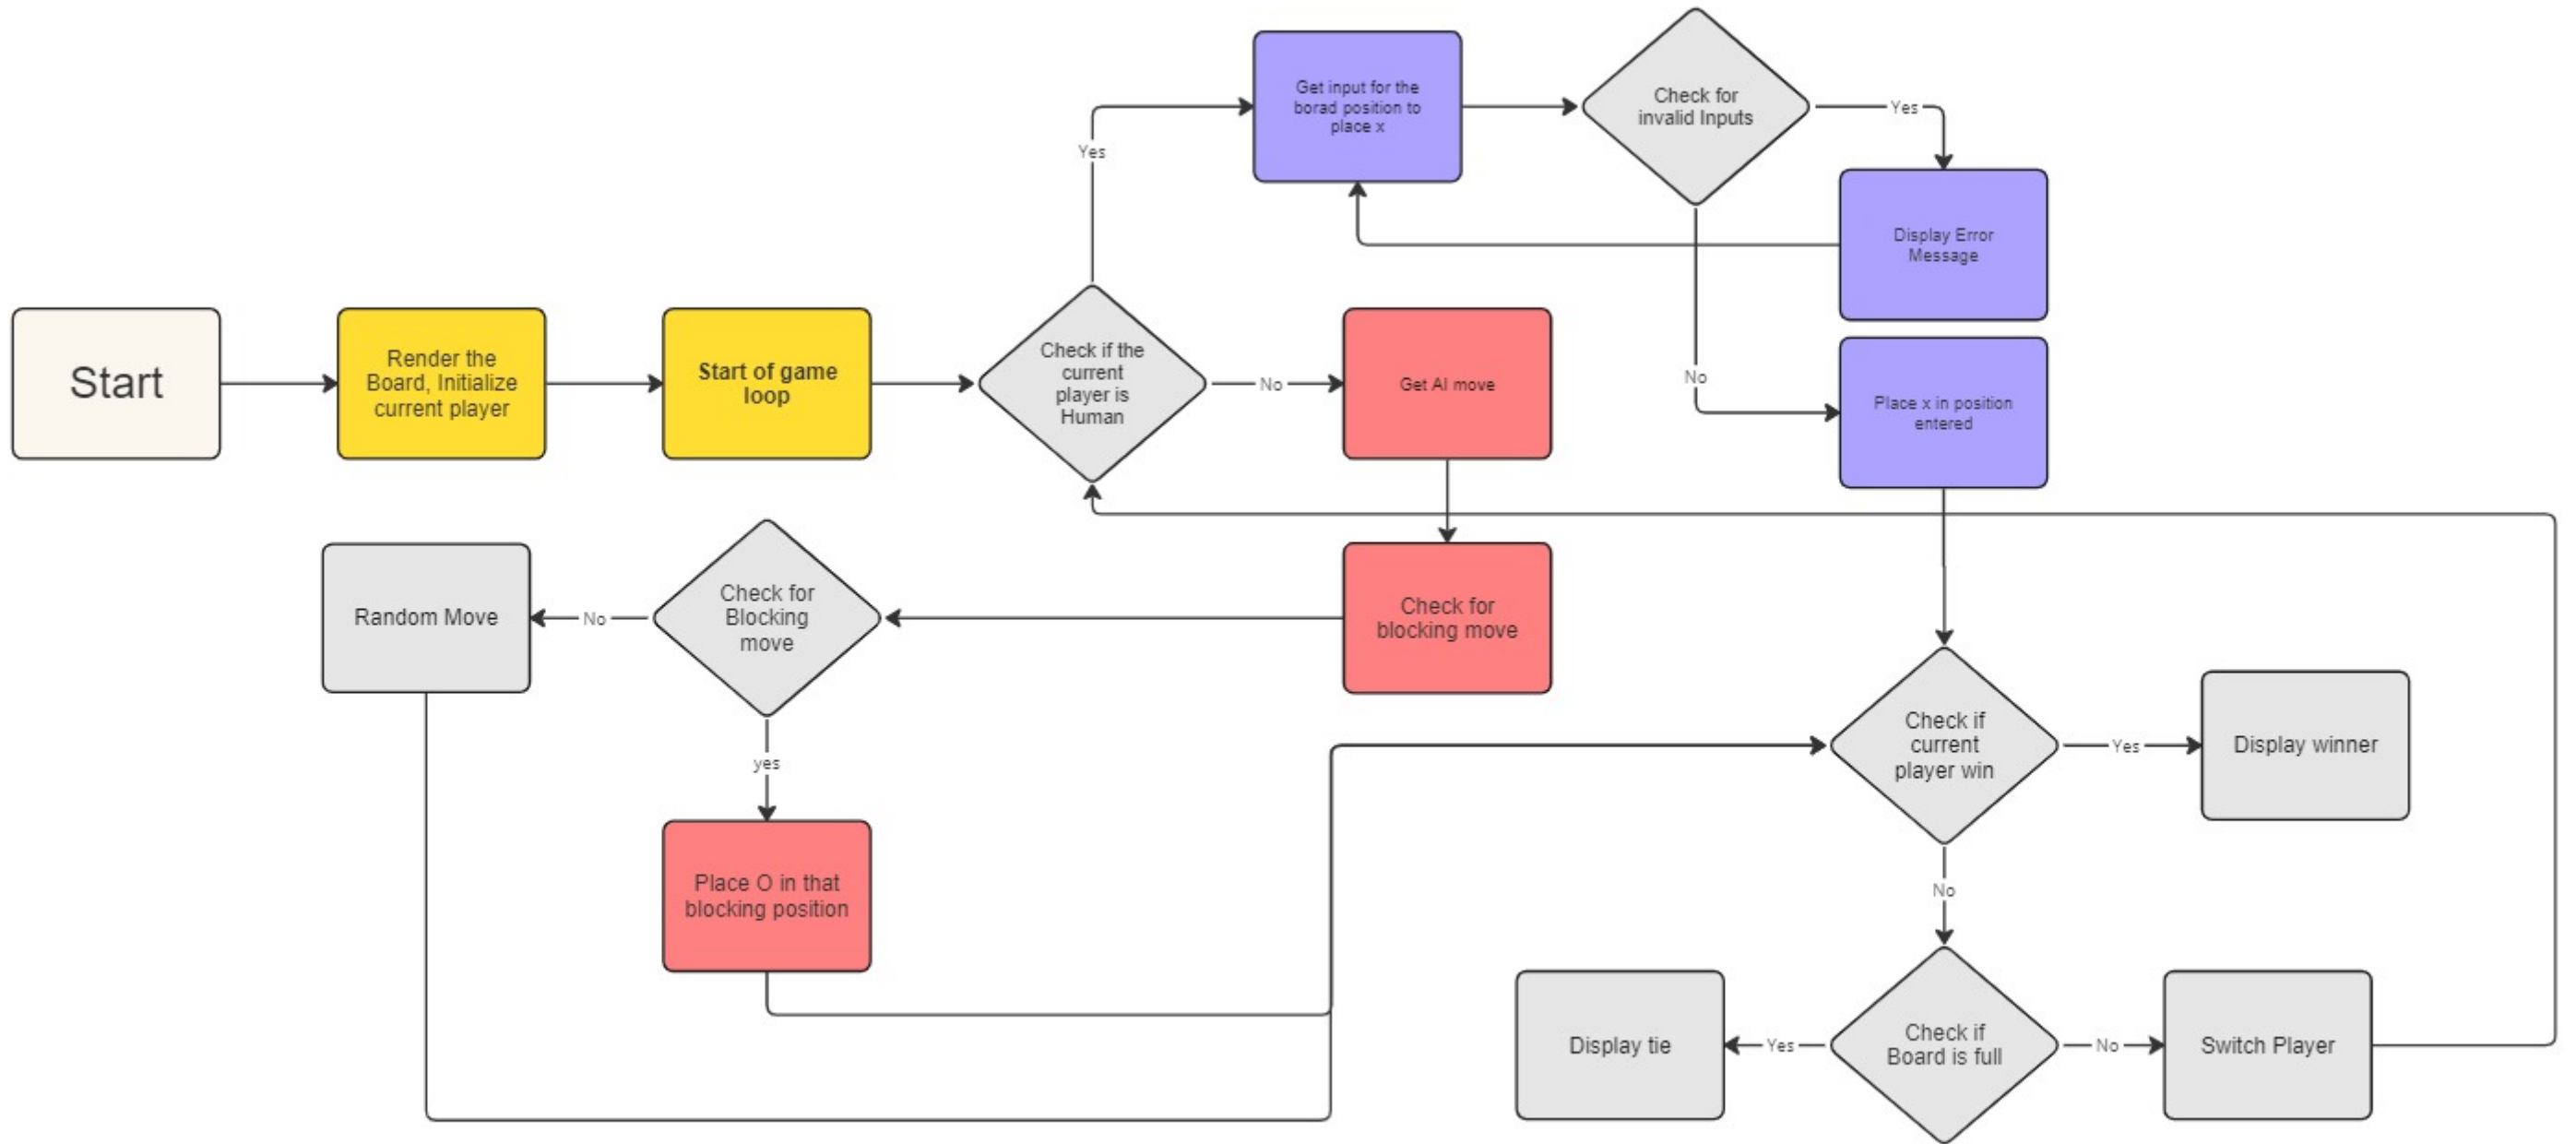 Get input for the
borad position to
place x
Check for
invalid Inputs
Yes
Yes
Display Error
Message
Start
Render the
Board, Initialize
current player
Start of game
loop
Check if the
current
player is
Human
No
Get AI move
No
Place x in position
entered
Random Move
No
Check for
Blocking
move
Check for
blocking move
yes
Check if
current
player win
Yes
Display winner
Place O in that
blocking position
No
Display tie
Yes
Check if
Board is full
No
Switch Player